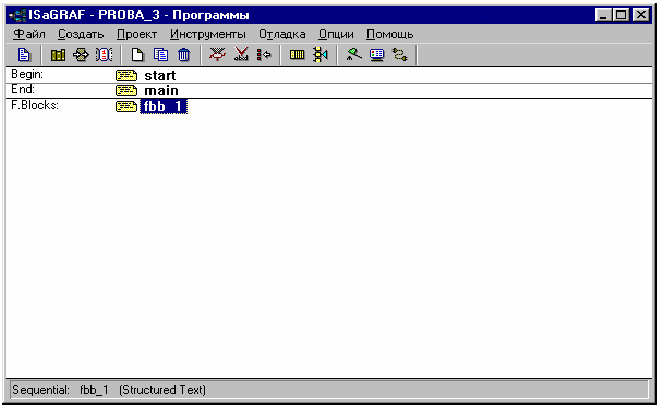 ISaGRAF - PROBA_3 - Программы
Файл Создать Проект Инструменты Отладка Опции Помощь
Begin: start
End: main
F.Blocks: fbb_1
Sequential: fbb_1 (Structured Text)